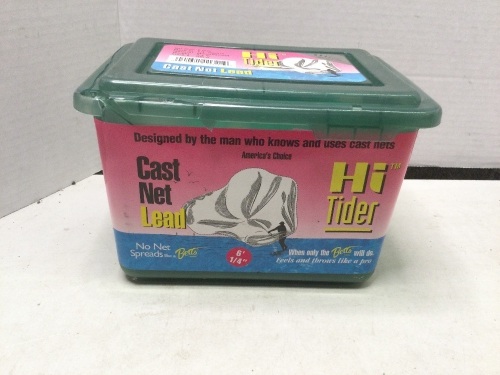 Hi
Tider
Cast Net Lead
Designed by the man who knows and uses cast nets
America's Choice
Cast
Net
Lead
Hi™
Tider
No Net
Spreads like a Betts
6'
1/4"
When only the Betts will do
Feels and throws like a pro